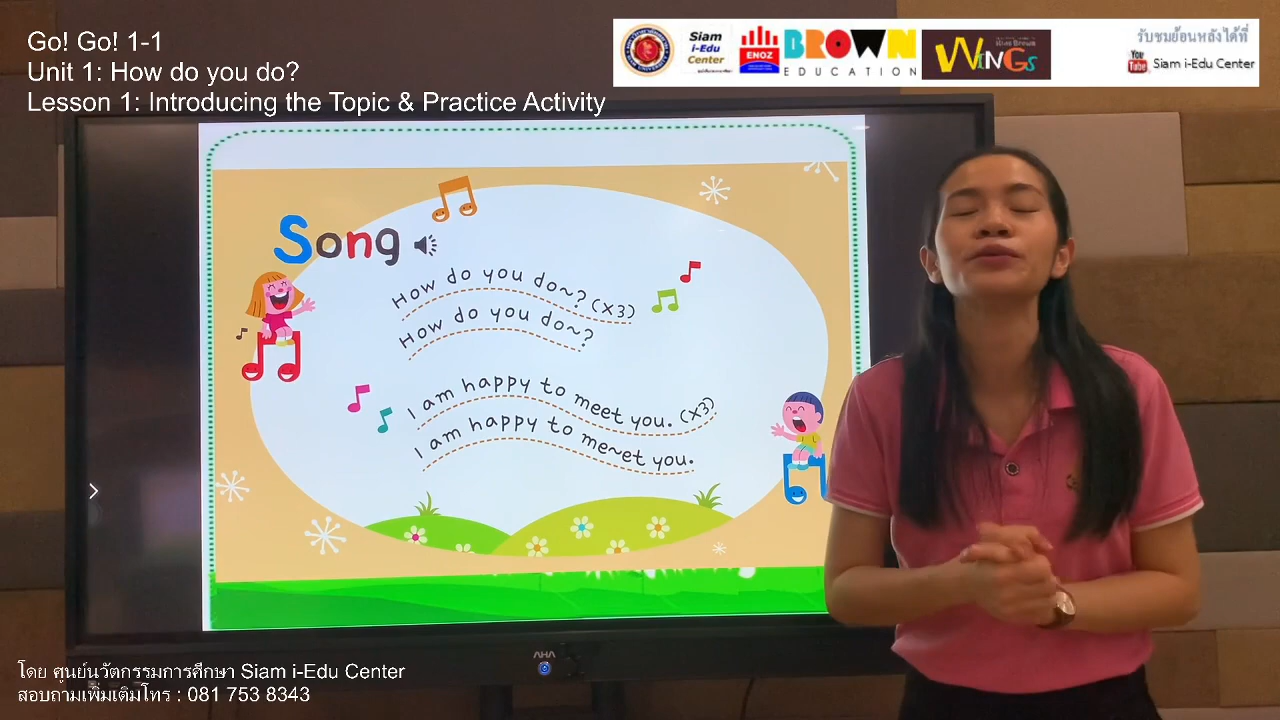 Go! Go! 1-1
Unit 1: How do you do?
Lesson 1: Introducing the Topic & Practice Activity
Siam
i-Edu
Center
ENOZ
BROWN
EDUCATION
WiNGs
รับชมย้อนหลังได้ที่
You
Tube
Siam i-Edu Center
Song
How do you do~? (x3)
How do you do~?
I am happy to meet you. (x3)
I am happy to me~et you.
AHA
โดย ศูนย์นวัตกรรมการศึกษา Siam i-Edu Center
สอบถามเพิ่มเติมโทร : 081 753 8343